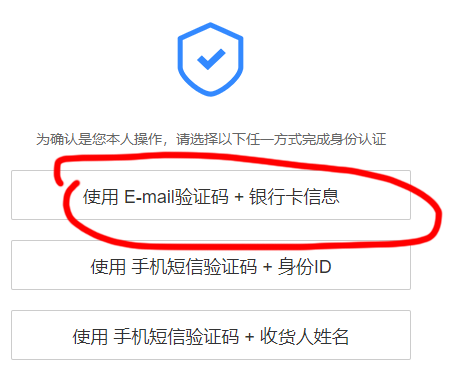 为确认是您本人操作，请选择以下任一方式完成身份认证
使用 E-mail验证码 + 银行卡信息
使用 手机短信验证码 + 身份ID
使用 手机短信验证码 + 收货人姓名